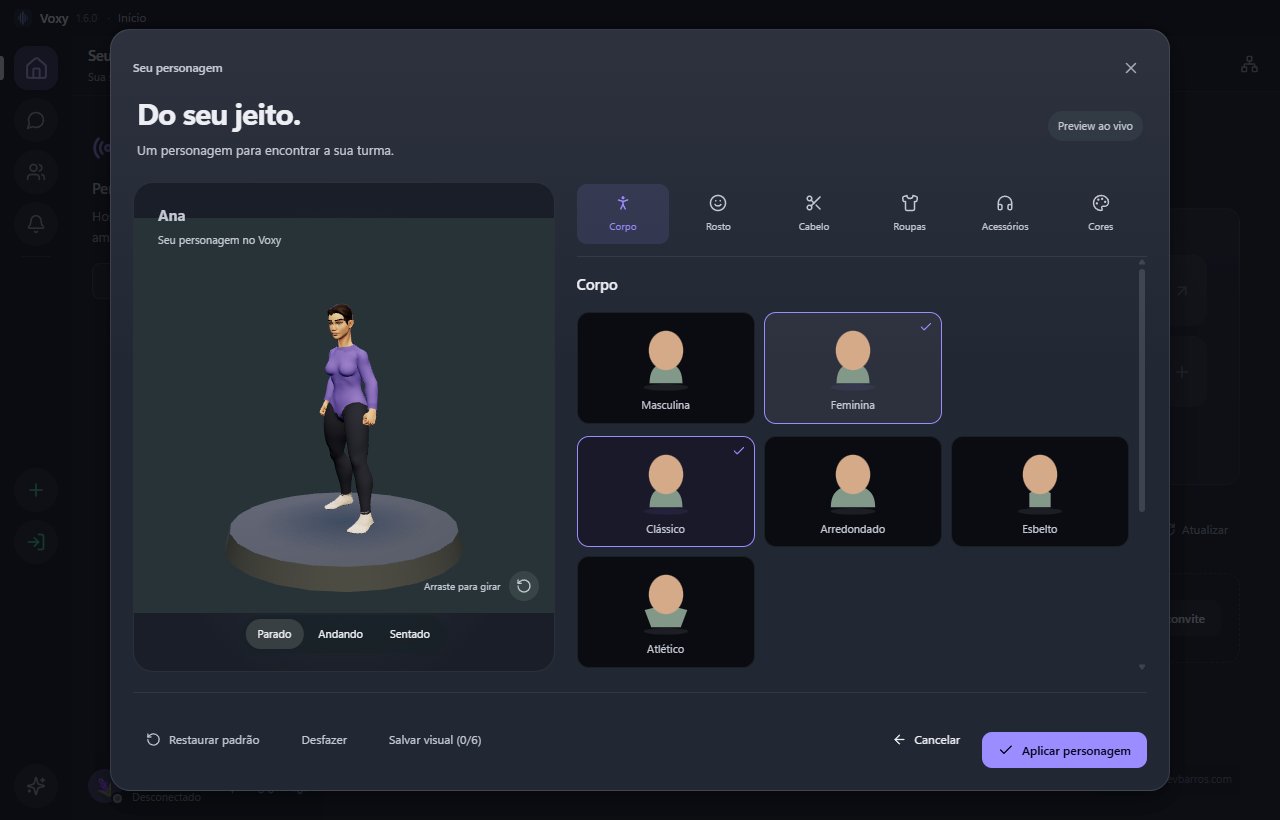 Voxy 1.6.0 · Início
Seu
Sua
Seu personagem
Do seu jeito.
Um personagem para encontrar a sua turma.
Preview ao vivo
Ana
Seu personagem no Voxy
Corpo
Rosto
Cabelo
Roupas
Acessórios
Cores
Corpo
Masculina
Feminina
Clássico
Arredondado
Esbelto
Atlético
Arraste para girar
Parado
Andando
Sentado
Restaurar padrão
Desfazer
Salvar visual (0/6)
Cancelar
Aplicar personagem
Atualizar
Desconectado